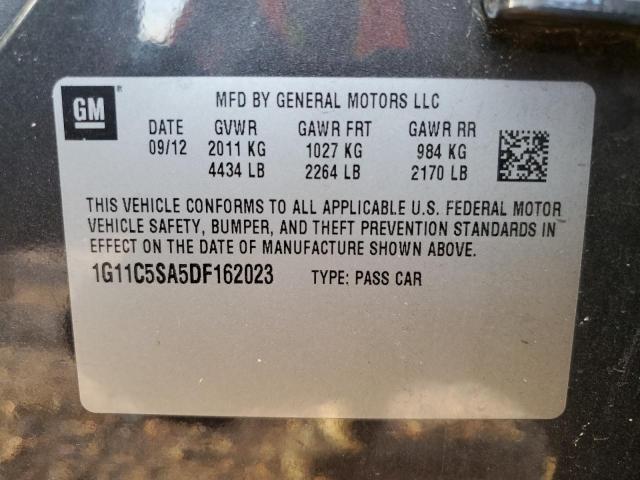 GM
MFD BY GENERAL MOTORS LLC
DATE GVWR GAWR FRT GAWR RR
09/12 2011 KG 1027 KG 984 KG
4434 LB 2264 LB 2170 LB
THIS VEHICLE CONFORMS TO ALL APPLICABLE U.S. FEDERAL MOTOR
VEHICLE SAFETY, BUMPER, AND THEFT PREVENTION STANDARDS IN
EFFECT ON THE DATE OF MANUFACTURE SHOWN ABOVE.
1G11C5SA5DF162023 TYPE: PASS CAR